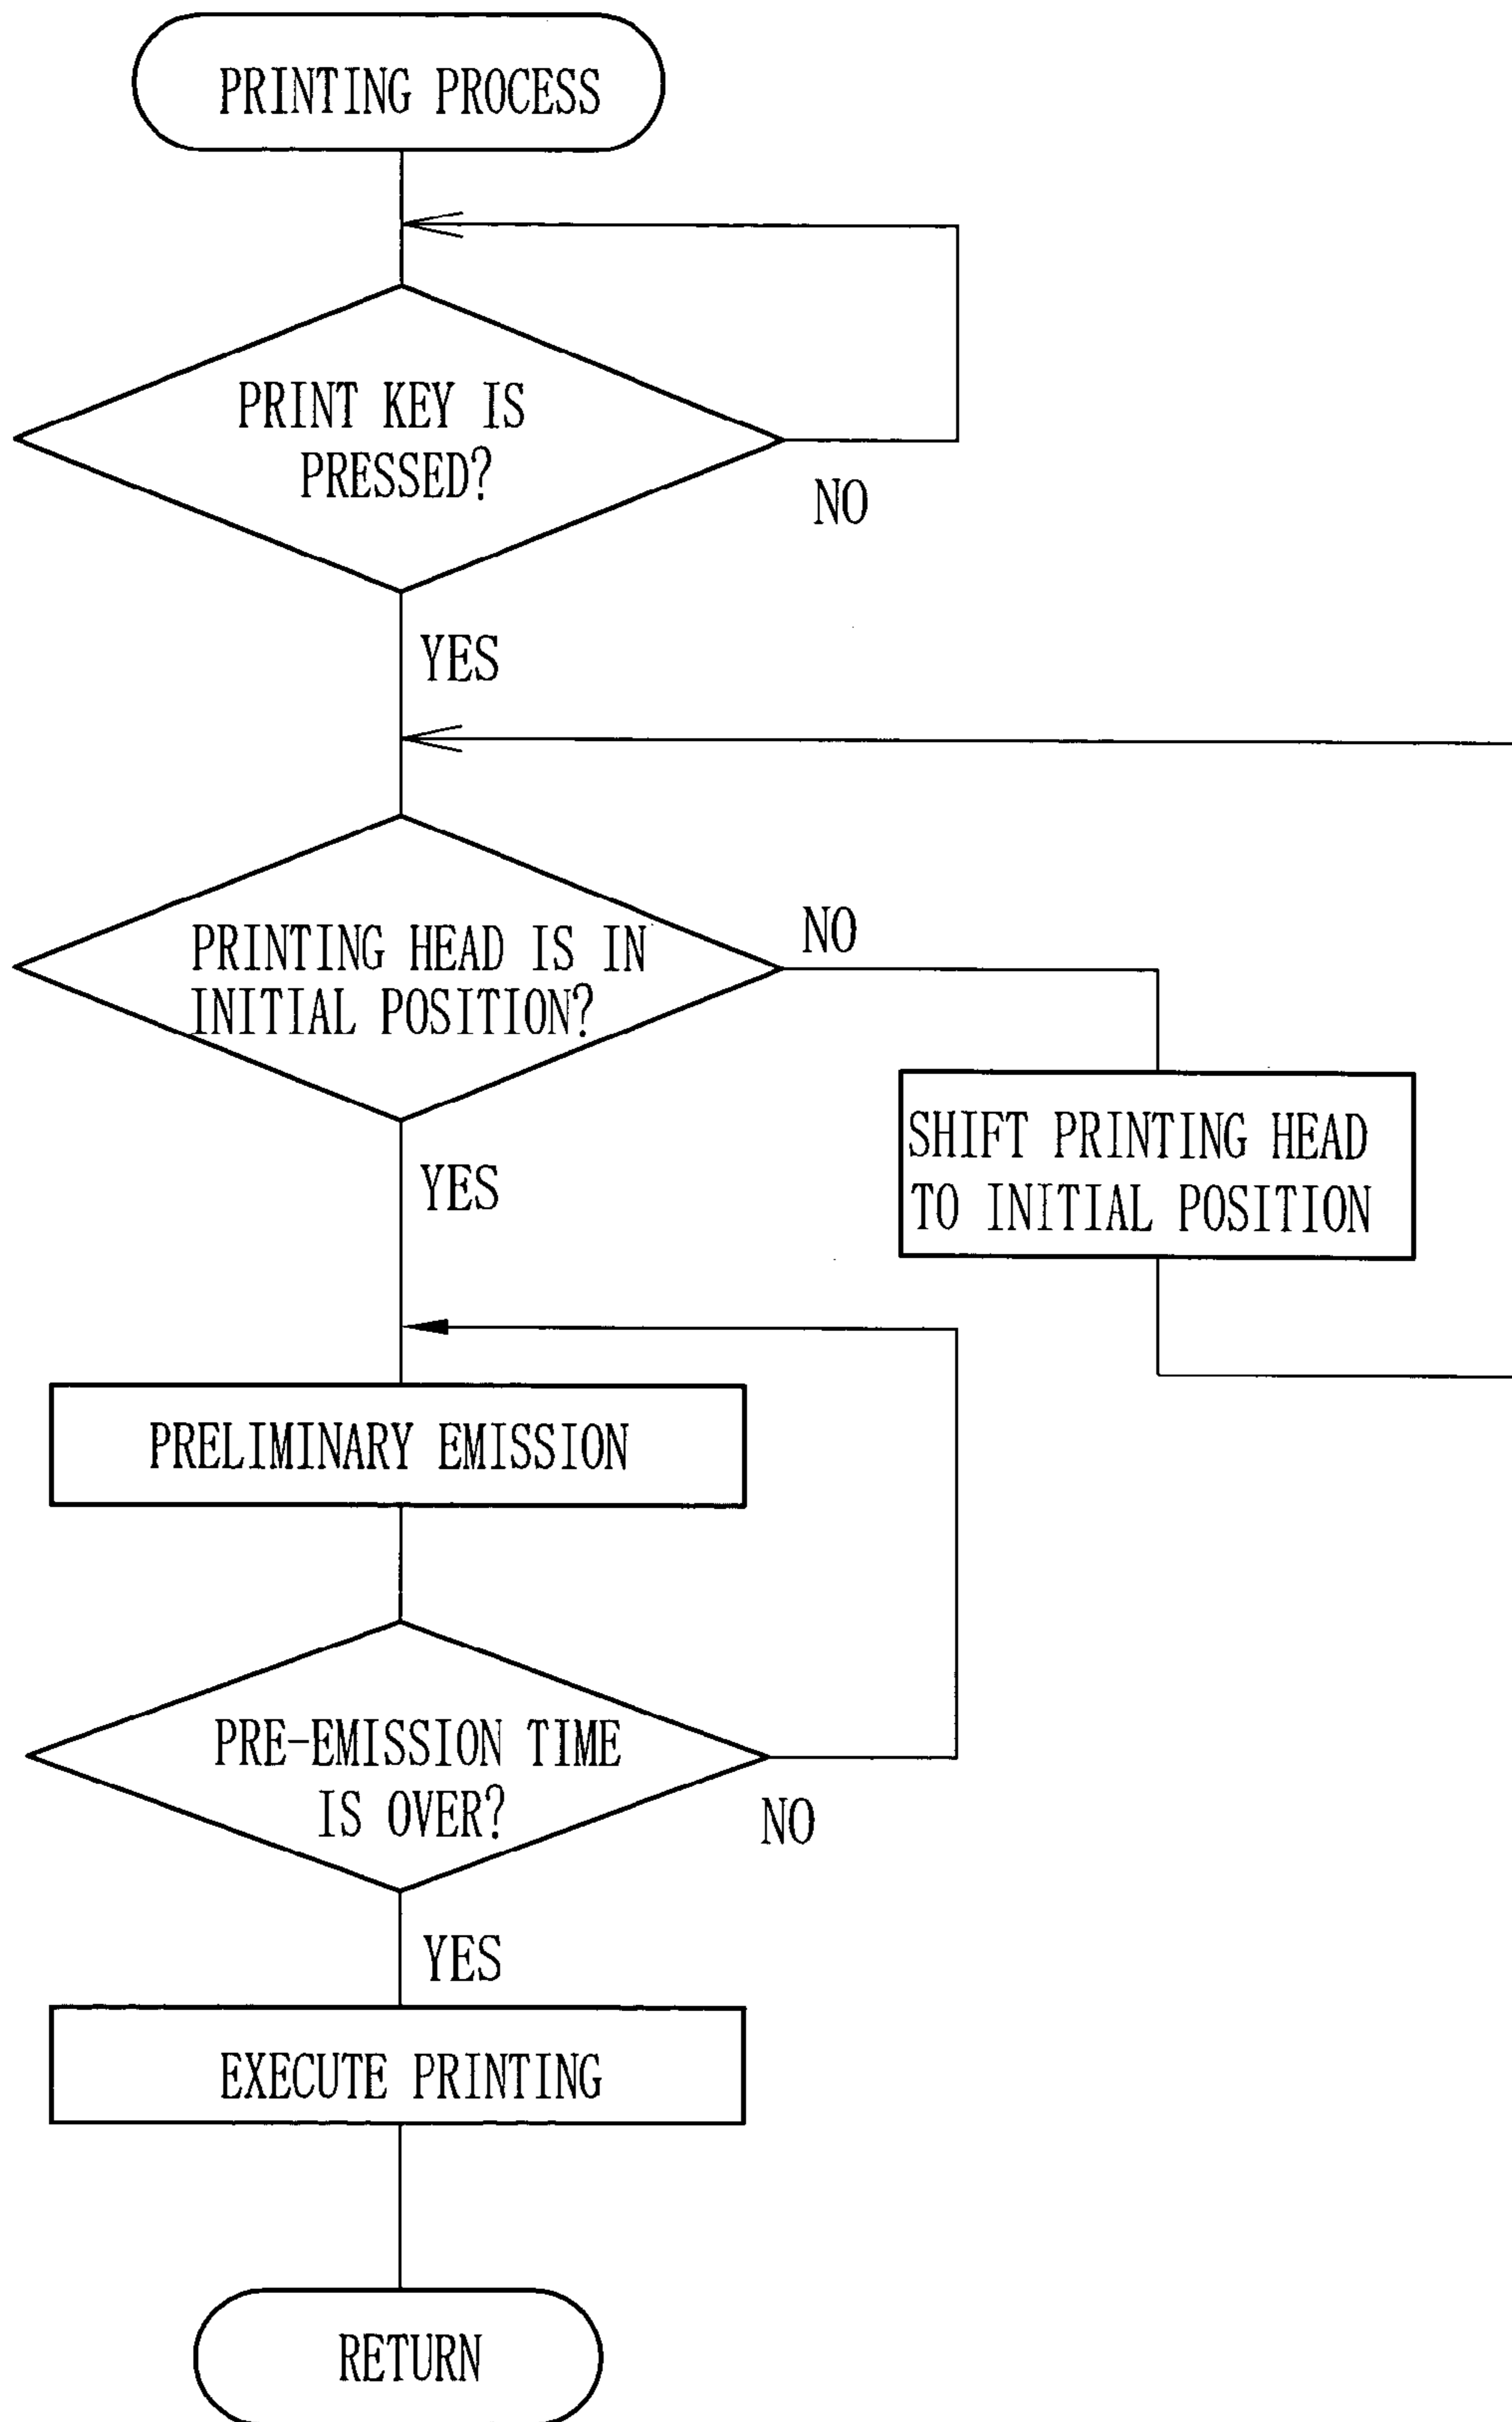 PRINTING PROCESS
PRINT KEY IS
PRESSED?
NO
YES
PRINTING HEAD IS IN
INITIAL POSITION?
NO
SHIFT PRINTING HEAD
TO INITIAL POSITION
YES
PRELIMINARY EMISSION
PRE-EMISSION TIME
IS OVER?
NO
YES
EXECUTE PRINTING
RETURN